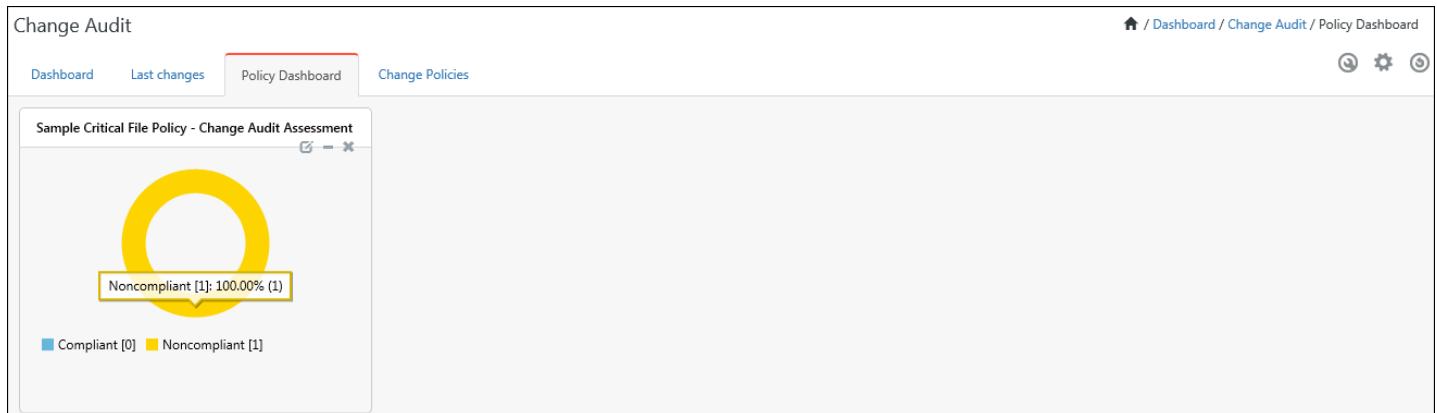 Change Audit
/ Dashboard / Change Audit / Policy Dashboard
Dashboard Last changes Policy Dashboard Change Policies
Sample Critical File Policy - Change Audit Assessment
Noncompliant [1]: 100.00% (1)
Compliant [0] Noncompliant [1]